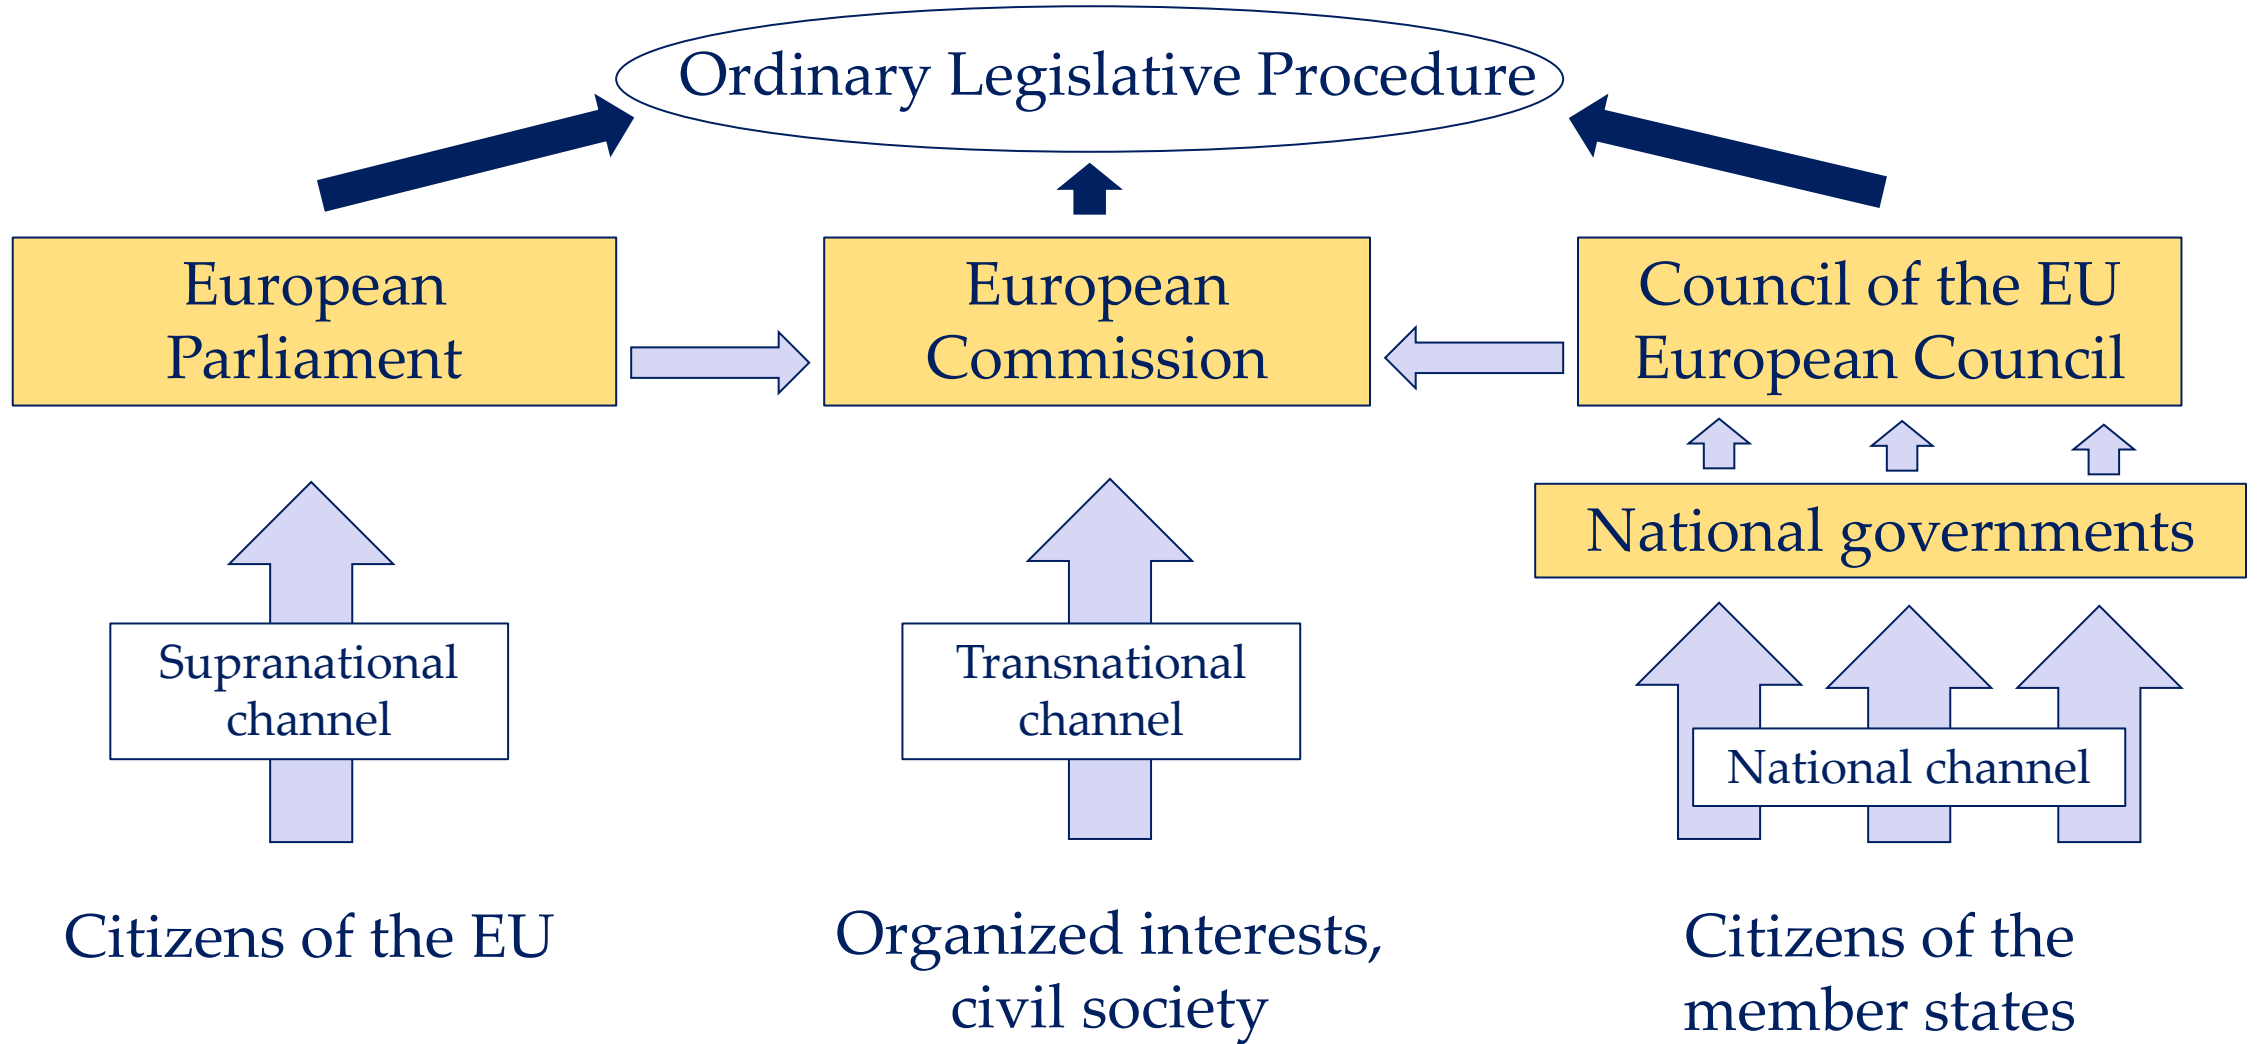 Ordinary Legislative Procedure
European
Parliament
European
Commission
Council of the EU
European Council
National governments
Supranational
channel
Transnational
channel
National channel
Citizens of the EU
Organized interests,
civil society
Citizens of the
member states